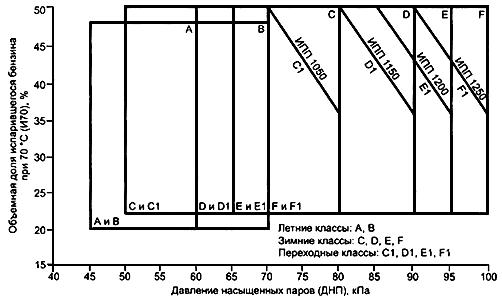 Объемная доля испарившегося бензина
при 70 °С (И70), %
50
45
40
35
30
25
20
15
A
B
C
D
E
F
ИПП 1050
C1
ИПП 1150
D1
ИПП 1200
E1
ИПП 1250
F1
C и C1
D и D1
E и E1
F и F1
А и В
Летние классы: А, В
Зимние классы: C, D, E, F
Переходные классы: C1, D1, E1, F1
40
45
50
55
60
65
70
75
80
85
90
95
100
Давление насыщенных паров (ДНП), кПа